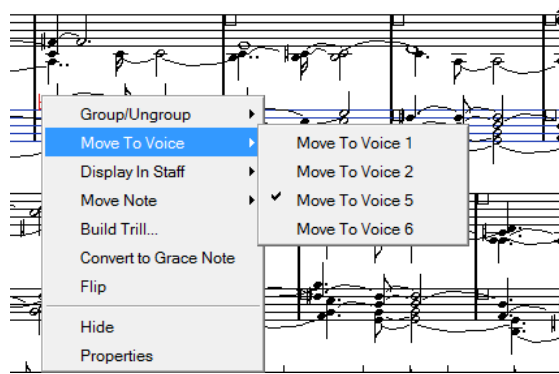 Group/Ungroup
Move To Voice
Display In Staff
Move Note
Build Trill...
Convert to Grace Note
Flip
Hide
Properties
Move To Voice 1
Move To Voice 2
Move To Voice 5
Move To Voice 6